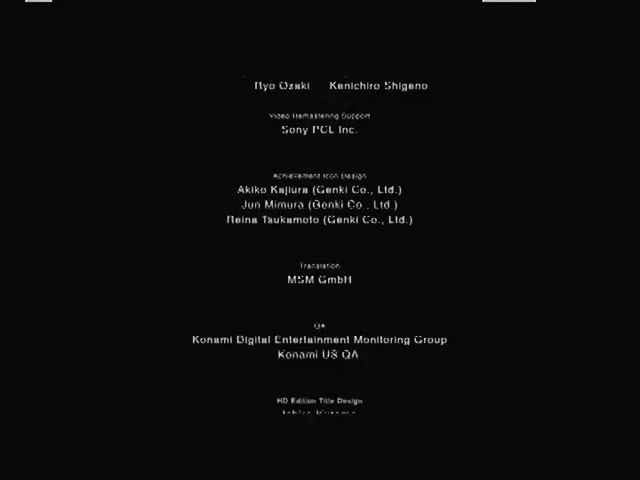 Ryo Ozaki Kenichiro Shigeno
Video Remastering Support
Sony PCL Inc.
Achievement Icon Design
Akiko Kajiura (Genki Co., Ltd.)
Jun Mimura (Genki Co., Ltd.)
Reina Tsukamoto (Genki Co., Ltd.)
Translation
MSM GmbH
QA
Konami Digital Entertainment Monitoring Group
Konami US QA
HD Edition Title Design